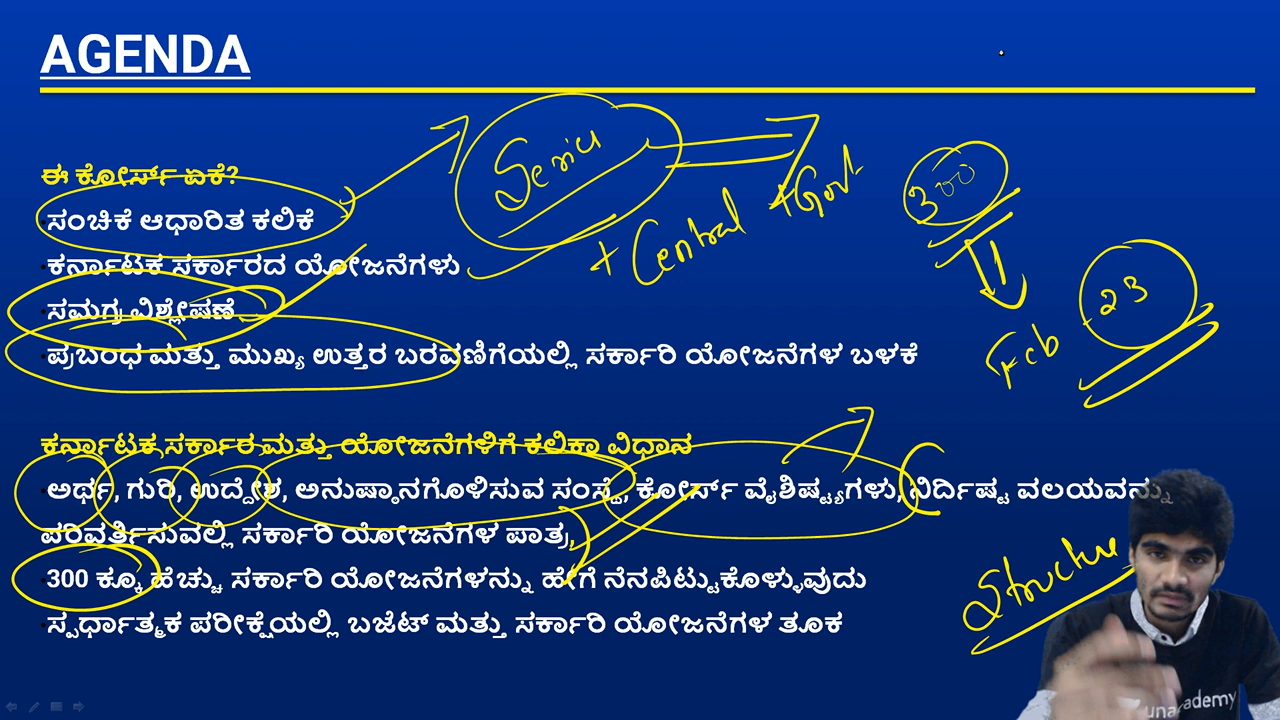 AGENDA
ಈ ಕೋರ್ಸ್ ಏಕೆ?
ಸಂಚಿಕೆ ಆಧಾರಿತ ಕಲಿಕೆ
ಕರ್ನಾಟಕ ಸರ್ಕಾರದ ಯೋಜನೆಗಳು
ಸಮಗ್ರ ವಿಶ್ಲೇಷಣೆ
ಪ್ರಬಂಧ ಮತ್ತು ಮುಖ್ಯ ಉತ್ತರ ಬರವಣಿಗೆಯಲ್ಲಿ ಸರ್ಕಾರಿ ಯೋಜನೆಗಳ ಬಳಕೆ
Series
+ Central + Govt.
300
Feb 23
ಕರ್ನಾಟಕ ಸರ್ಕಾರ ಮತ್ತು ಯೋಜನೆಗಳಿಗೆ ಕಲಿಕಾ ವಿಧಾನ
ಅರ್ಥ, ಗುರಿ, ಉದ್ದೇಶ, ಅನುಷ್ಠಾನಗೊಳಿಸುವ ಸಂಸ್ಥೆ, ಕೋರ್ಸ್ ವೈಶಿಷ್ಟ್ಯಗಳು, ನಿರ್ದಿಷ್ಟ ವಲಯವನ್ನು
ಪರಿವರ್ತಿಸುವಲ್ಲಿ ಸರ್ಕಾರಿ ಯೋಜನೆಗಳ ಪಾತ್ರ,
300 ಕ್ಕೂ ಹೆಚ್ಚು ಸರ್ಕಾರಿ ಯೋಜನೆಗಳನ್ನು ಹೇಗೆ ನೆನಪಿಟ್ಟುಕೊಳ್ಳುವುದು
ಸ್ಪರ್ಧಾತ್ಮಕ ಪರೀಕ್ಷೆಯಲ್ಲಿ ಬಜೆಟ್ ಮತ್ತು ಸರ್ಕಾರಿ ಯೋಜನೆಗಳ ತೂಕ
Structure
unacademy